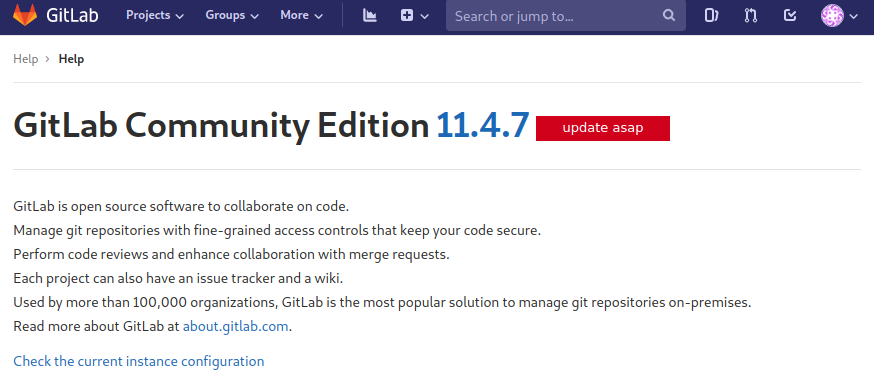 GitLab Projects Groups More Search or jump to...
Help › Help
GitLab Community Edition 11.4.7 update asap
GitLab is open source software to collaborate on code.
Manage git repositories with fine-grained access controls that keep your code secure.
Perform code reviews and enhance collaboration with merge requests.
Each project can also have an issue tracker and a wiki.
Used by more than 100,000 organizations, GitLab is the most popular solution to manage git repositories on-premises.
Read more about GitLab at about.gitlab.com.
Check the current instance configuration